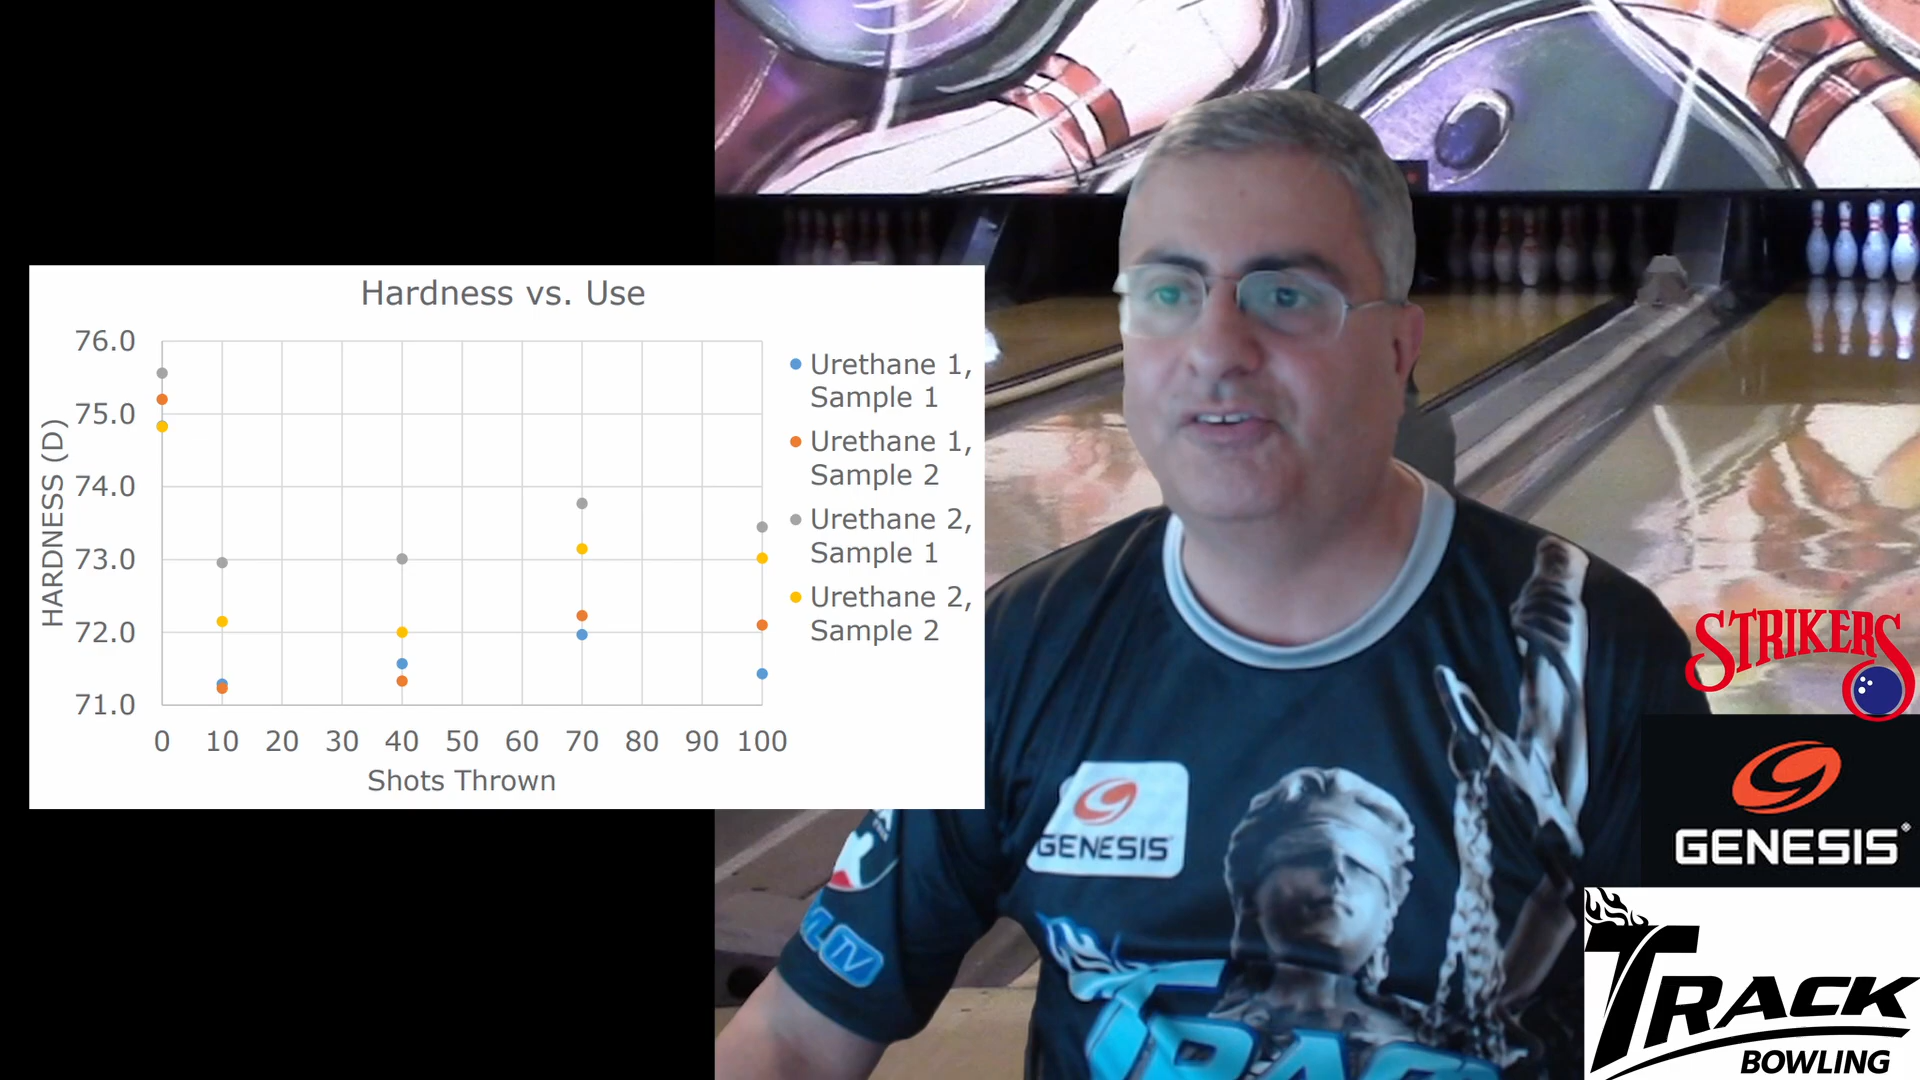 Hardness vs. Use
HARDNESS (D)
76.0
75.0
74.0
73.0
72.0
71.0
0 10 20 30 40 50 60 70 80 90 100
Shots Thrown
Urethane 1,
Sample 1
Urethane 1,
Sample 2
Urethane 2,
Sample 1
Urethane 2,
Sample 2
GENESIS
TV
TRACK
STRIKERS
GENESIS®
TRACK
BOWLING